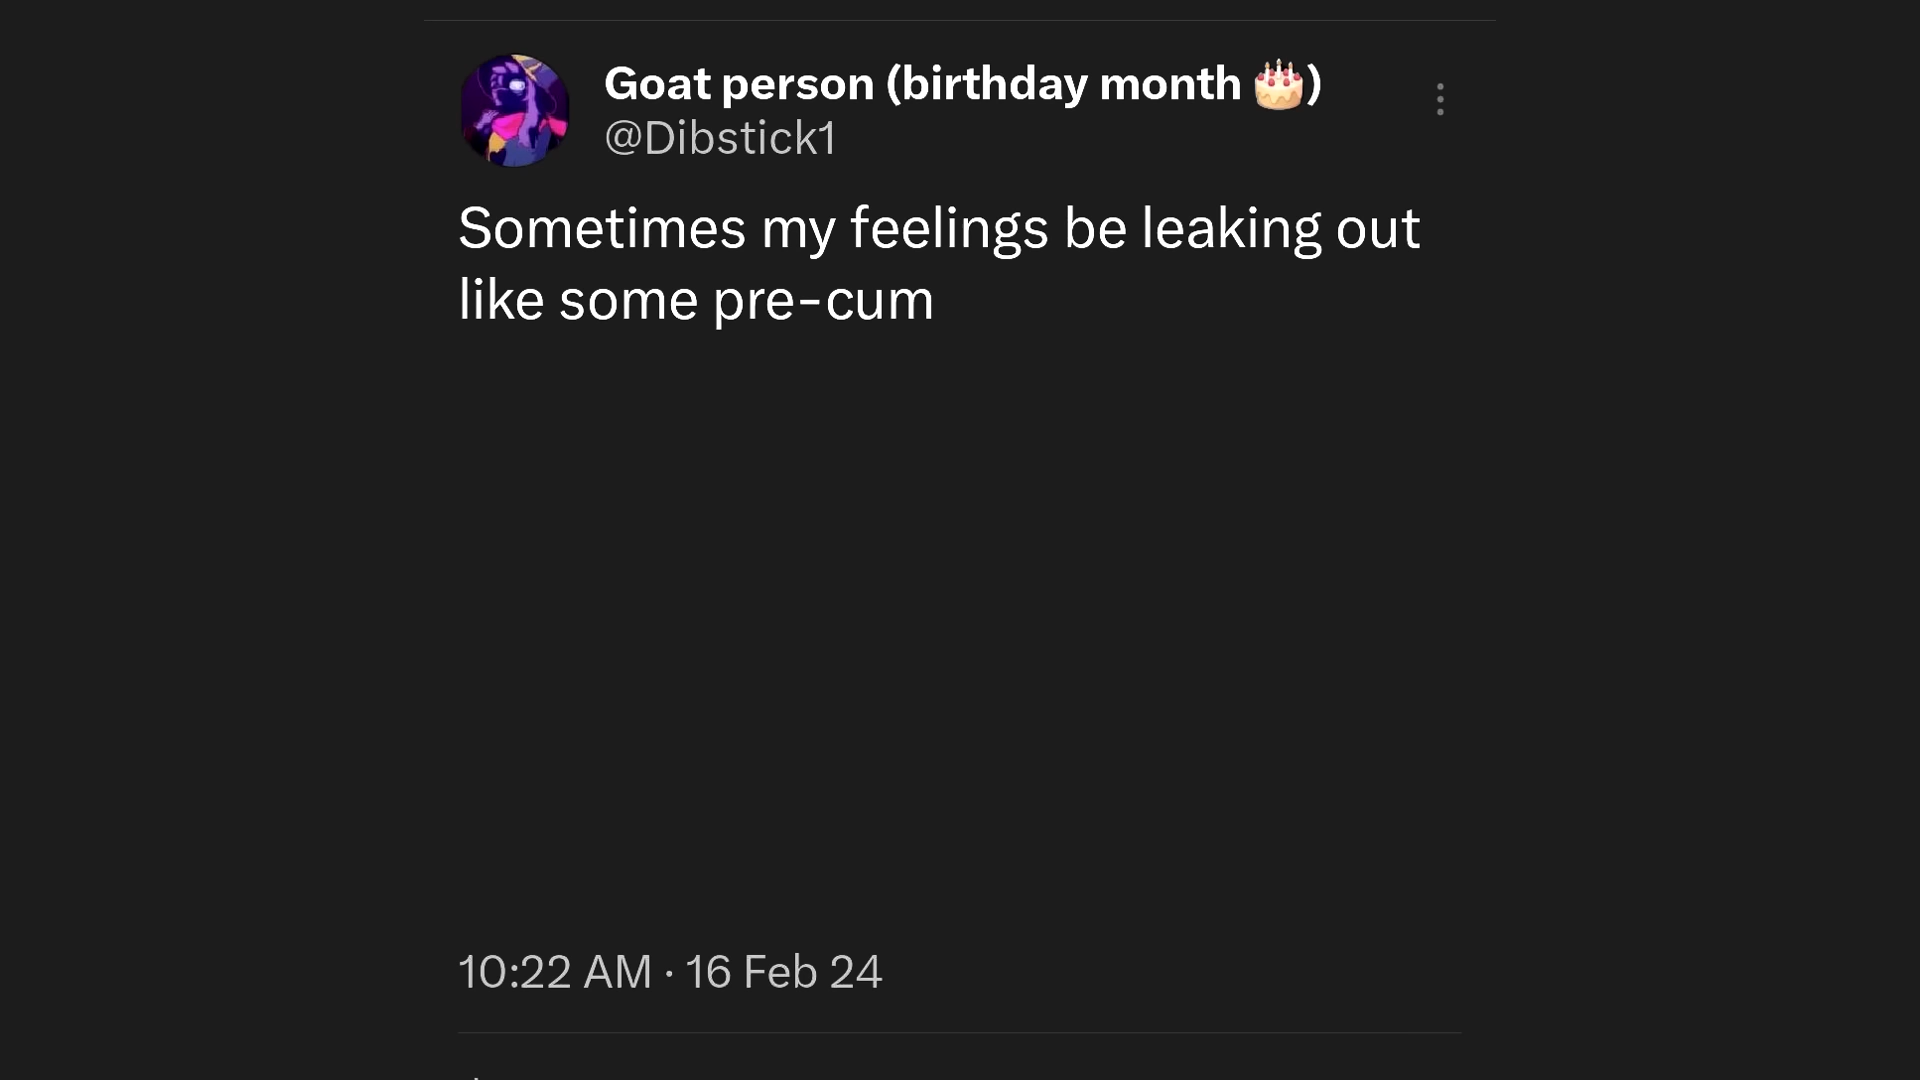 Goat person (birthday month 🎂)
@Dibstick1
Sometimes my feelings be leaking out
like some pre-cum
10:22 AM · 16 Feb 24